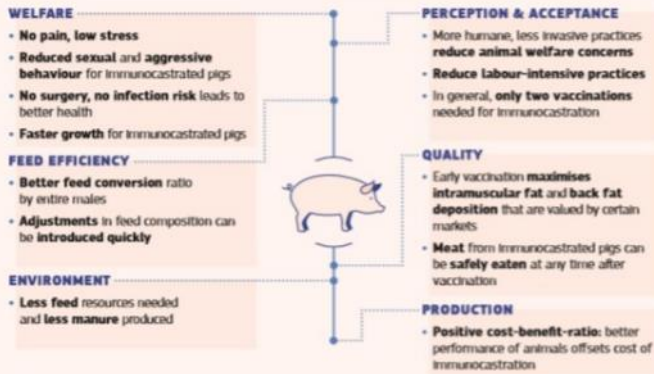 WELFARE
• No pain, low stress
• Reduced sexual and aggressive
behaviour for immunocastrated pigs
• No surgery, no infection risk leads to
better health
• Faster growth for immunocastrated pigs
FEED EFFICIENCY
• Better feed conversion ratio
by entire males
• Adjustments in feed composition can
be introduced quickly
ENVIRONMENT
• Less feed resources needed
and less manure produced
PERCEPTION & ACCEPTANCE
• More humane, less invasive practices
reduce animal welfare concerns
• Reduce labour-intensive practices
• In general, only two vaccinations
needed for immunocastration
QUALITY
• Early vaccination maximises
intramuscular fat and back fat
deposition that are valued by certain
markets
• Meat from immunocastrated pigs can
be safely eaten at any time after
vaccination
PRODUCTION
• Positive cost-benefit-ratio: better
performance of animals offsets cost of
immunocastration